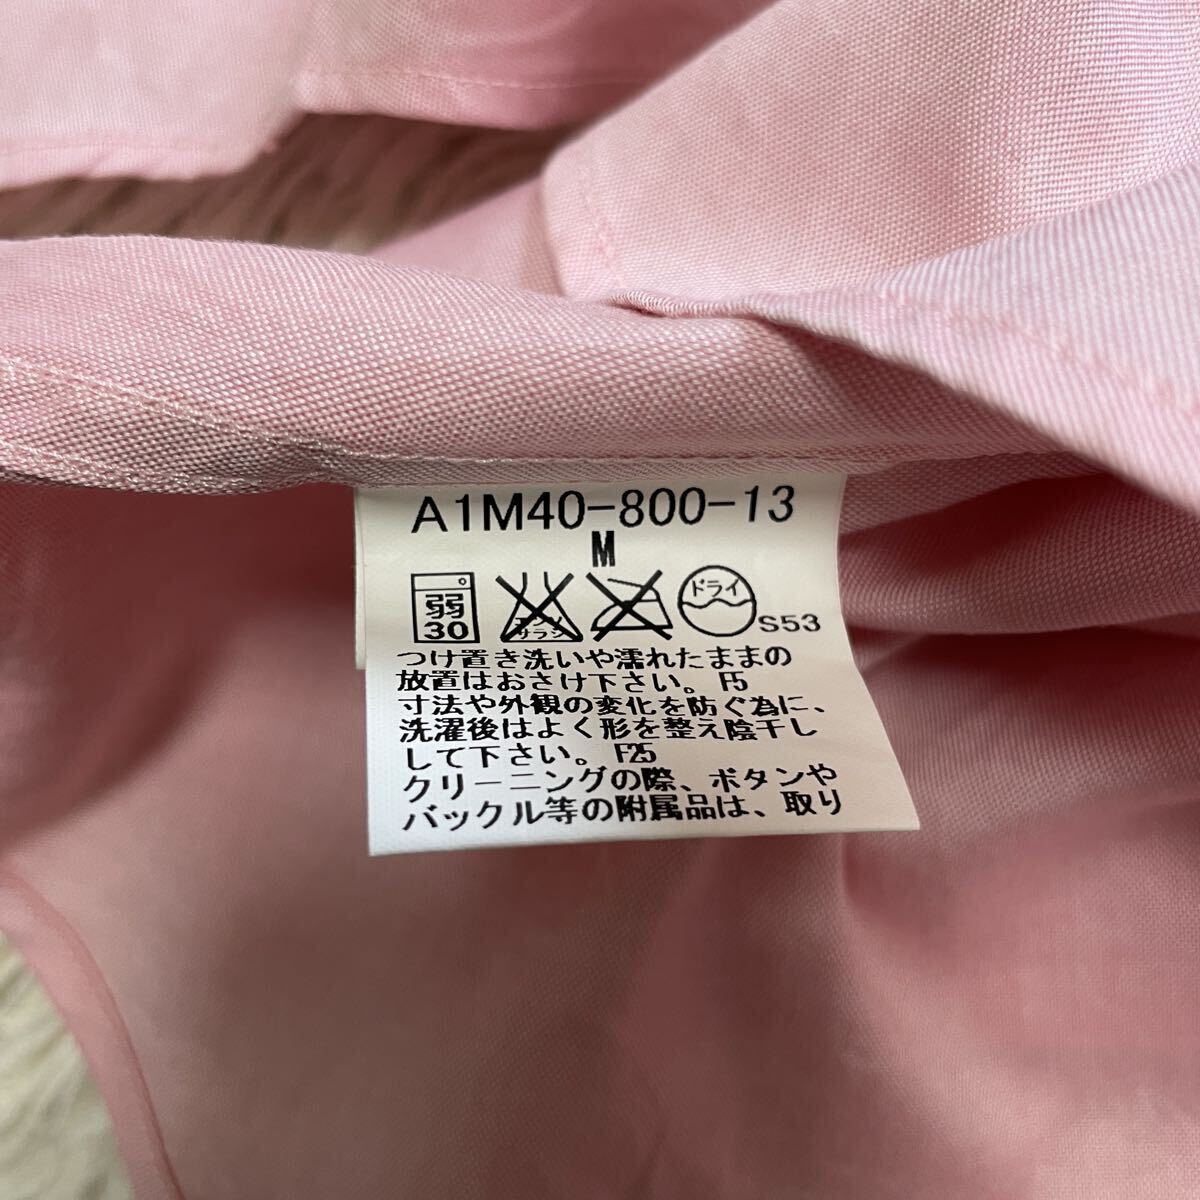 A1M40-800-13
M
弱 30 エンソ サラシ ドライ S53
つけ置き洗いや濡れたままの
放置はおさけ下さい。F5
寸法や外観の変化を防ぐ為に、
洗濯後はよく形を整え陰干し
して下さい。F25
クリーニングの際、ボタンや
バックル等の附属品は、取り